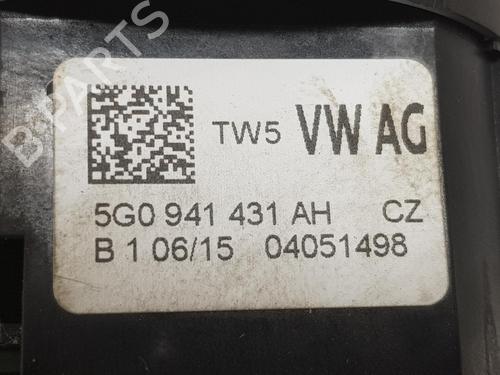 TW5 VW AG
5G0 941 431 AH CZ
B 1 06/15 04051498
B-PARTS